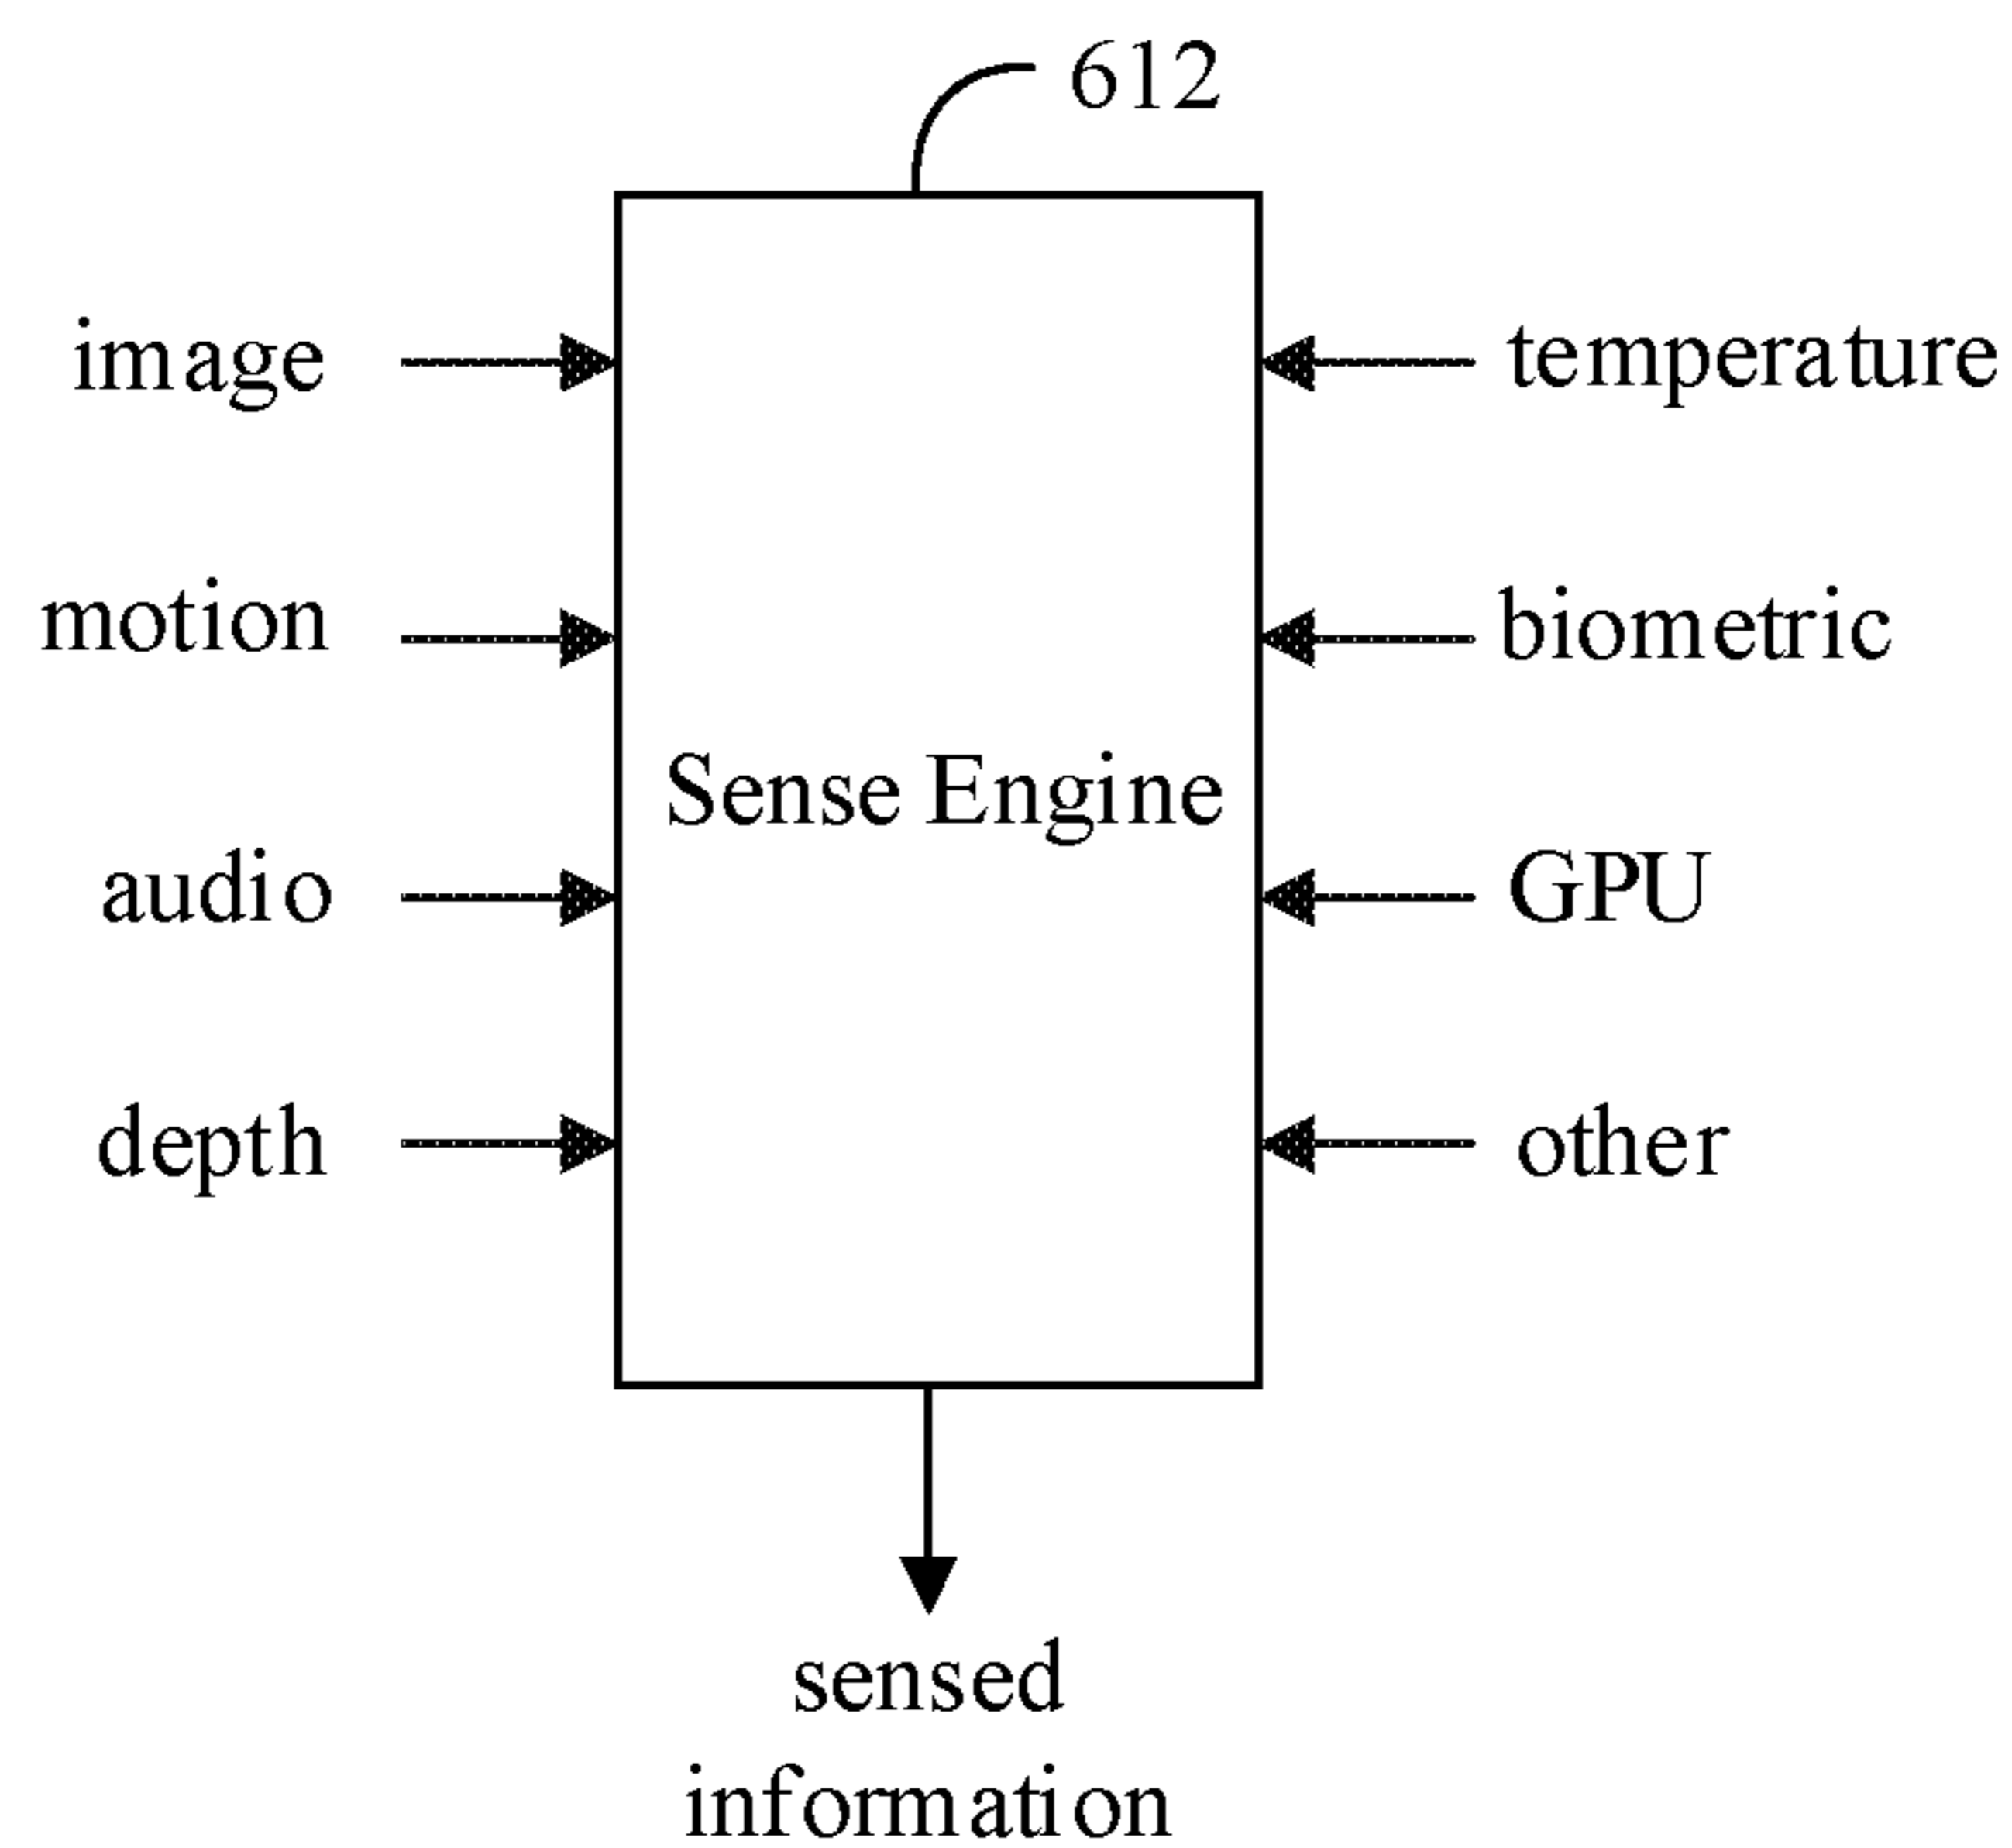 612
image
temperature
motion
biometric
Sense Engine
audio
GPU
depth
other
sensed
information